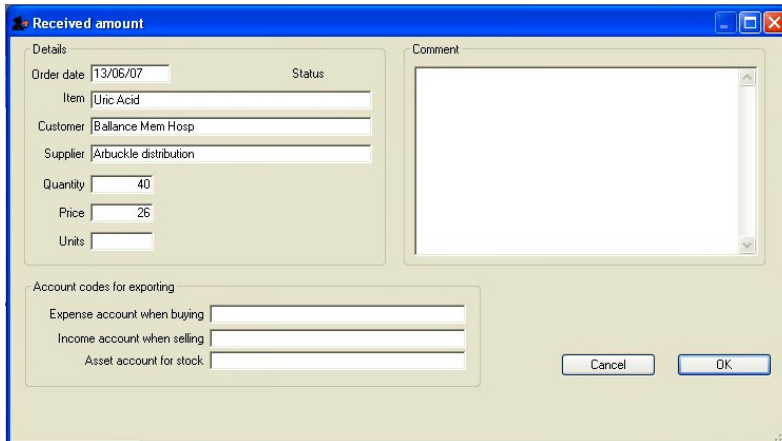 Received amount
Details
Order date 13/06/07 Status
Item Uric Acid
Customer Ballance Mem Hosp
Supplier Arbuckle distribution
Quantity 40
Price 26
Units
Comment
Account codes for exporting
Expense account when buying
Income account when selling
Asset account for stock
Cancel OK